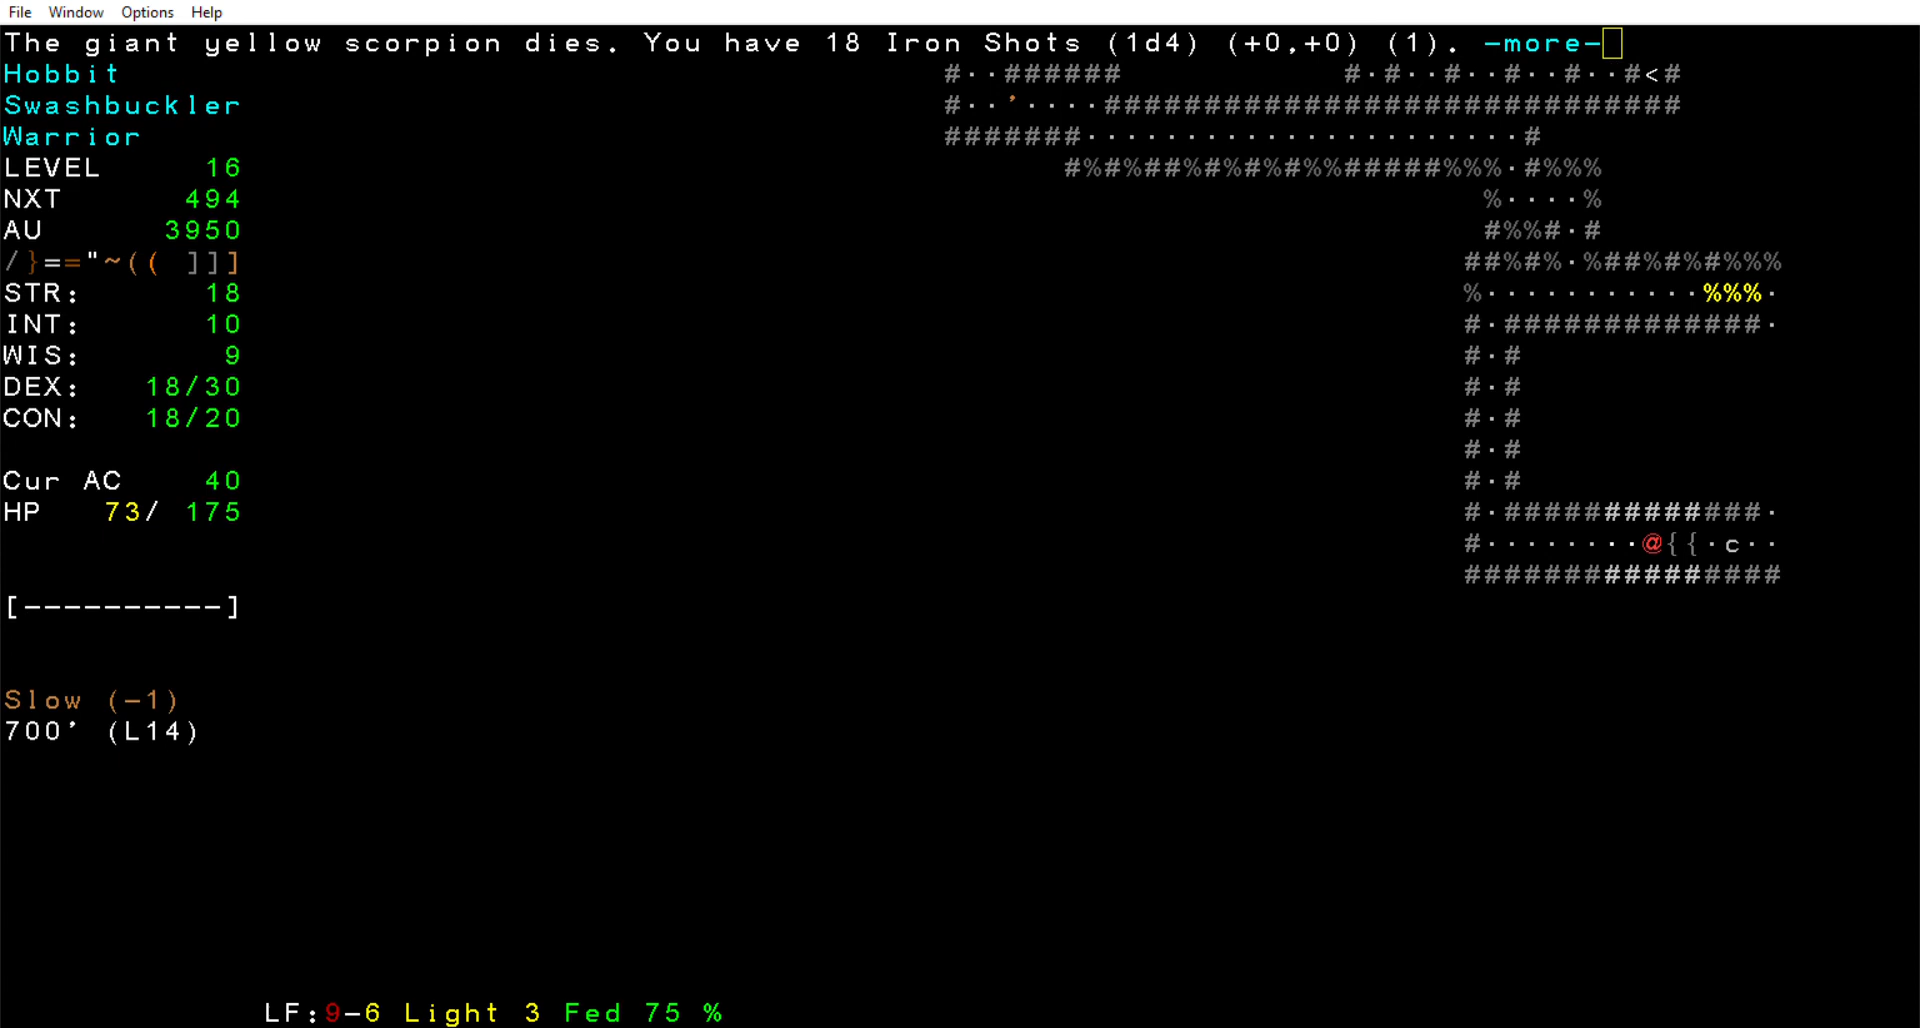 File Window Options Help
The giant yellow scorpion dies. You have 18 Iron Shots (1d4) (+0,+0) (1). -more-
Hobbit #··###### #·#··#··#··#··#<#
Swashbuckler #··'····#############################
Warrior #######······················#
LEVEL 16 #%#%##%#%#%#%%#####%%%·#%%%
NXT 494 %····%
AU 3950 #%%#·#
/}=="~(( ]]] ##%#%·%##%#%#%%%
STR: 18 %···········%%%·
INT: 10 #·#############·
WIS: 9 #·#
DEX: 18/30 #·#
CON: 18/20 #·#
#·#
Cur AC 40 #·#
HP 73/ 175 #·#############·
#········@{{·c··
################
[----------]
Slow (-1)
700' (L14)
LF:9-6 Light 3 Fed 75 %